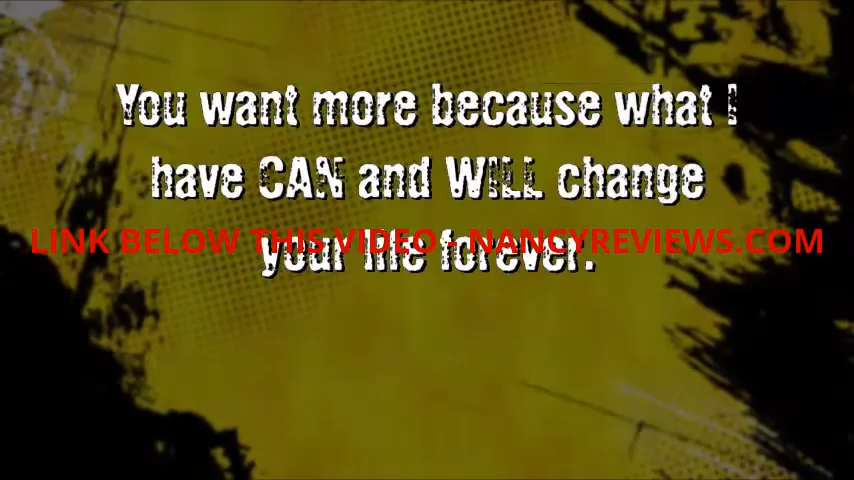 You want more because what I
have CAN and WILL change
LINK BELOW THIS VIDEO - NANCYREVIEWS.COM
your life forever.